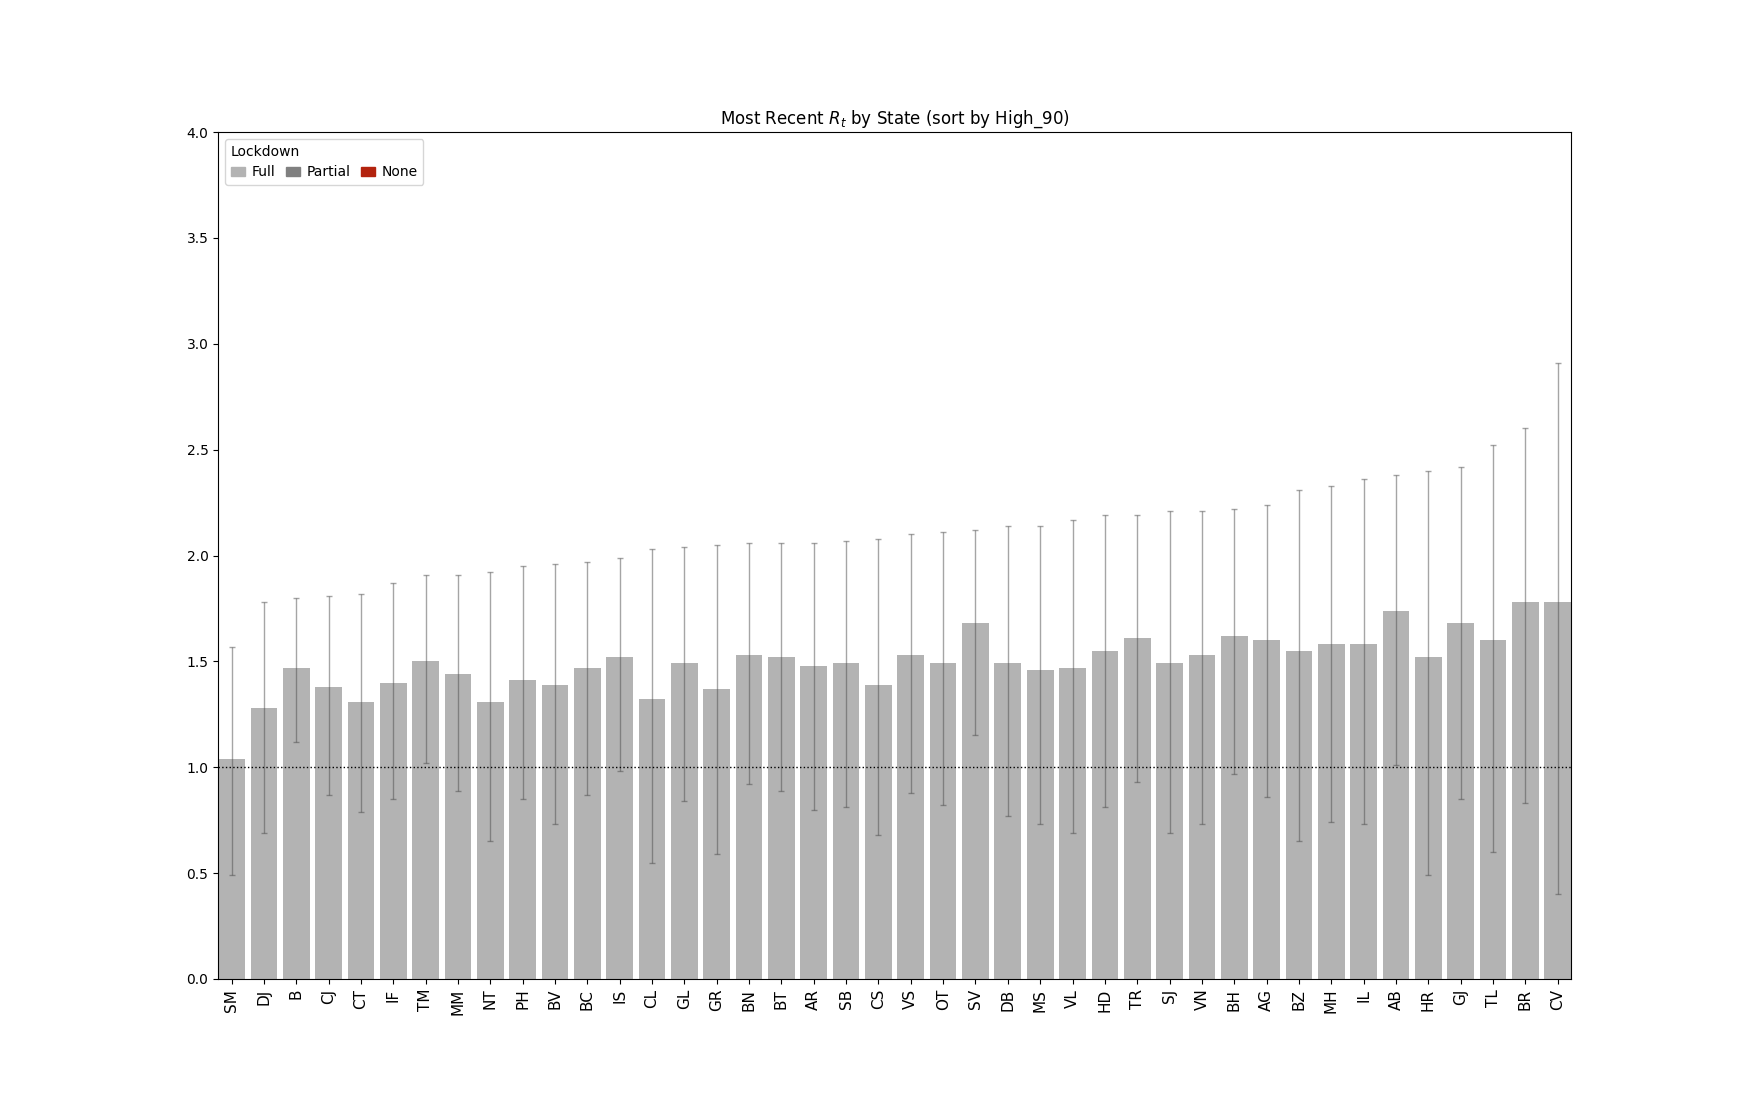 Most Recent R_t by State (sort by High_90)
Lockdown
Full Partial None
4.0
3.5
3.0
2.5
2.0
1.5
1.0
0.5
0.0
SM DJ B CJ CT IF TM MM NT PH BV BC IS CL GL GR BN BT AR SB CS VS OT SV DB MS VL HD TR SJ VN BH AG BZ MH IL AB HR GJ TL BR CV